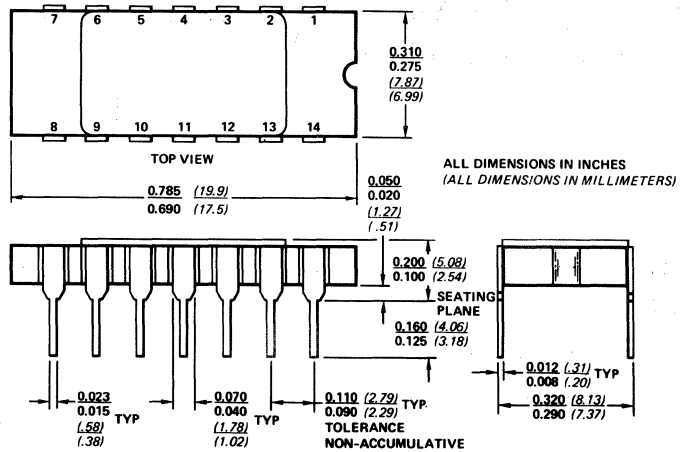 7 6 5 4 3 2 1
0.310
0.275
(7.87)
(6.99)
8 9 10 11 12 13 14
TOP VIEW
ALL DIMENSIONS IN INCHES
(ALL DIMENSIONS IN MILLIMETERS)
0.785 (19.9)
0.690 (17.5)
0.050
0.020
(1.27)
(.51)
0.200 (5.08)
0.100 (2.54)
SEATING
PLANE
0.160 (4.06)
0.125 (3.18)
0.023
0.015
(.58)
(.38)
TYP
0.070
0.040
(1.78)
(1.02)
TYP
0.110 (2.79)
0.090 (2.29)
TYP.
TOLERANCE
NON-ACCUMULATIVE
0.012 (.31)
0.008 (.20)
TYP
0.320 (8.13)
0.290 (7.37)